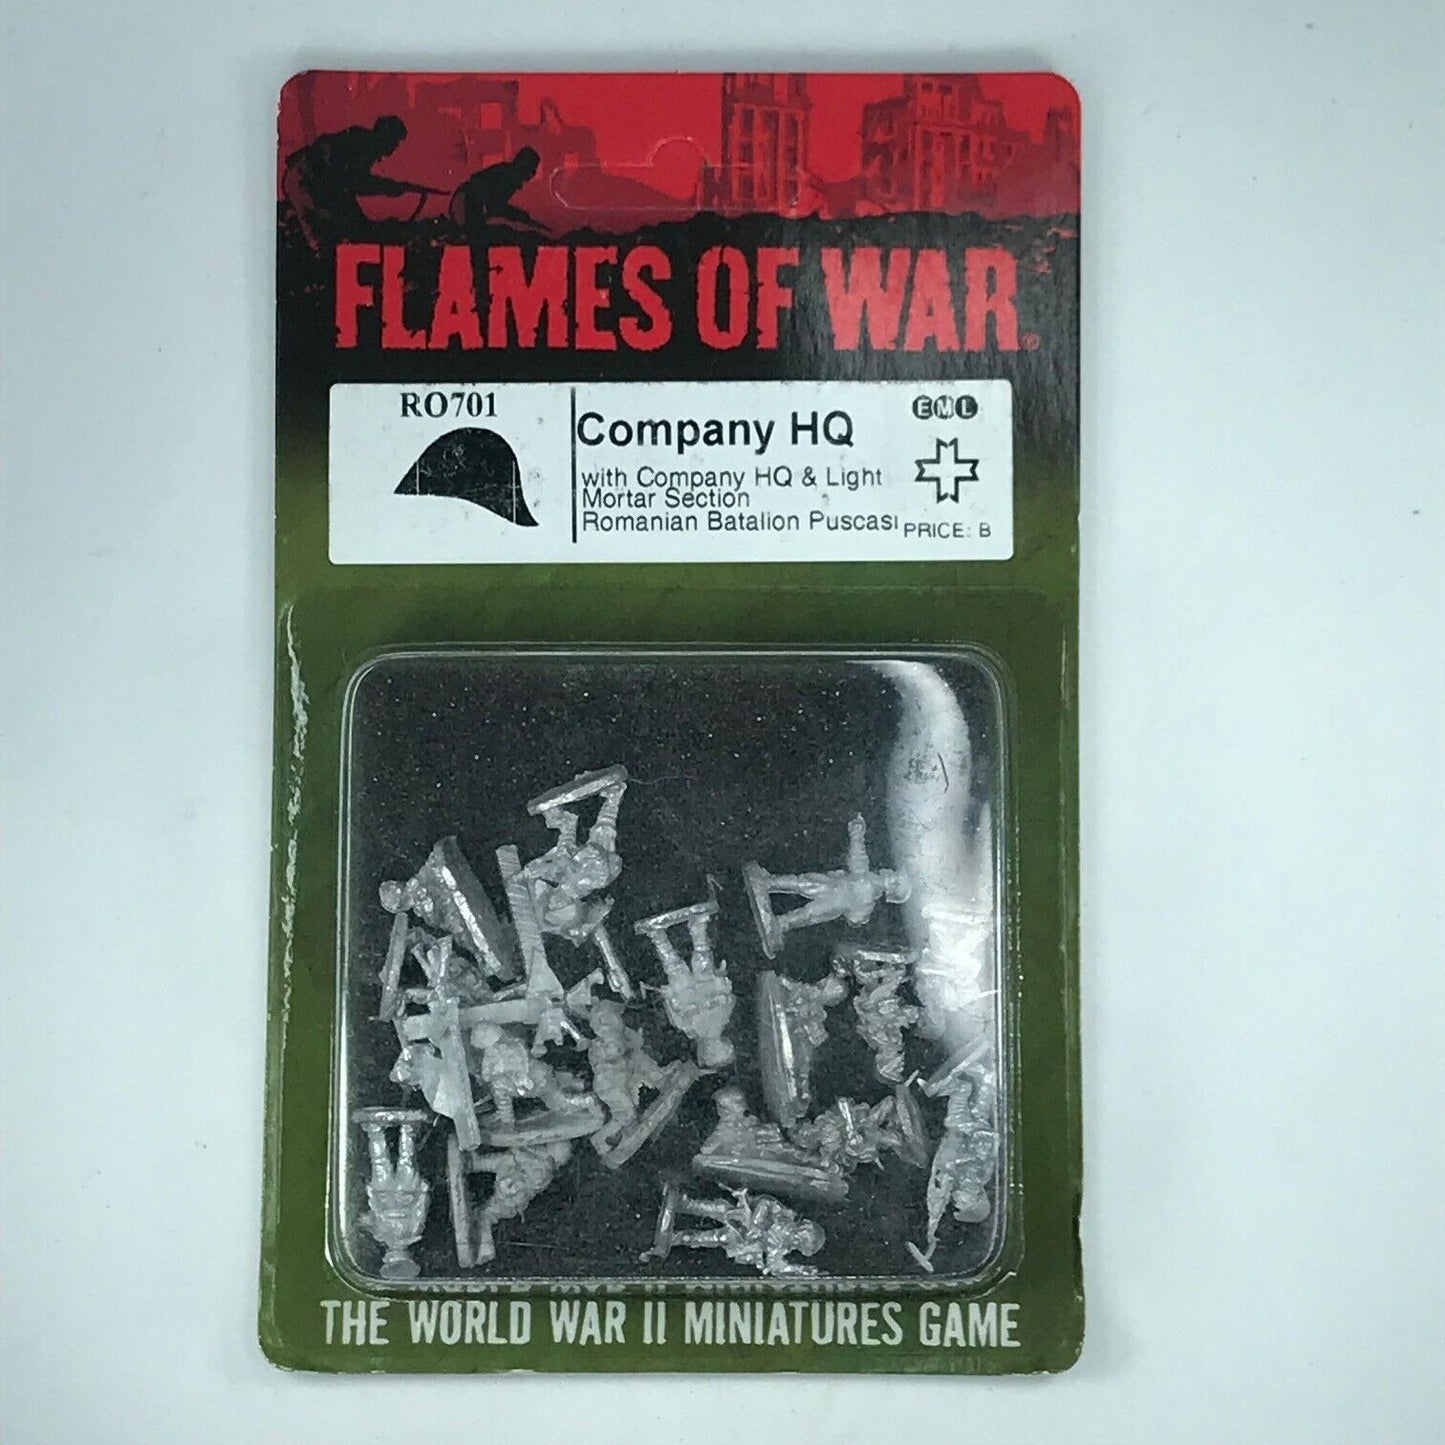 FLAMES OF WAR
RO701
Company HQ
EML
with Company HQ & Light
Mortar Section
Romanian Batalion Puscasi
PRICE: B
THE WORLD WAR II MINIATURES GAME